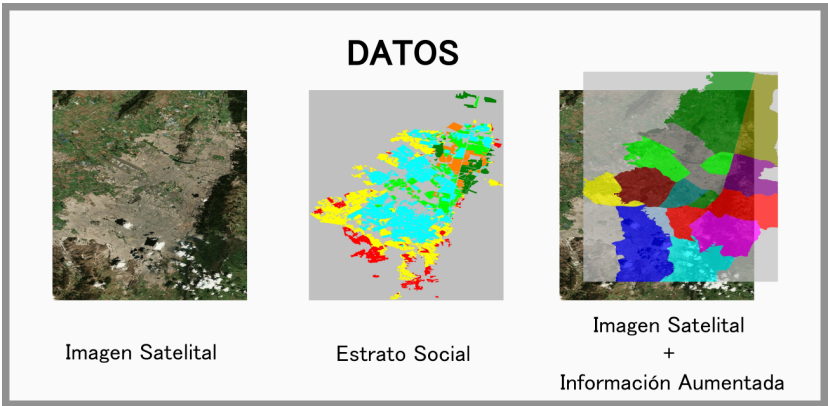 DATOS
Imagen Satelital
Estrato Social
Imagen Satelital
+
Información Aumentada